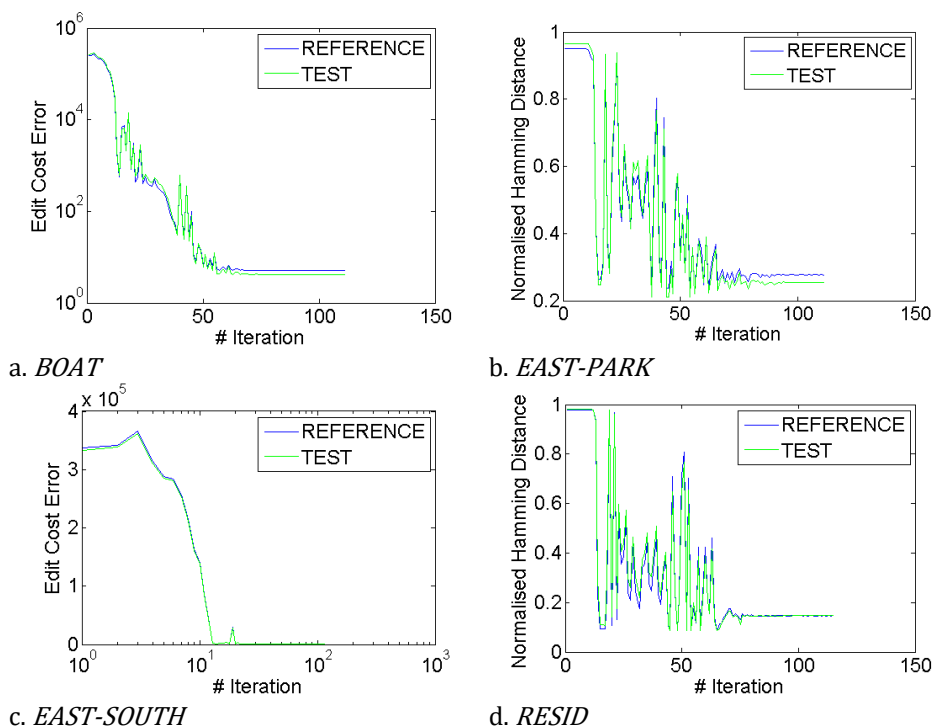 10^6
10^4
10^2
10^0
Edit Cost Error
REFERENCE
TEST
0 50 100 150
# Iteration
a. BOAT
1
0.8
0.6
0.4
0.2
Normalised Hamming Distance
REFERENCE
TEST
0 50 100 150
# Iteration
b. EAST-PARK
x 10^5
4
3
2
1
0
Edit Cost Error
REFERENCE
TEST
10^0 10^1 10^2 10^3
# Iteration
c. EAST-SOUTH
1
0.8
0.6
0.4
0.2
0
Normalised Hamming Distance
REFERENCE
TEST
0 50 100 150
# Iteration
d. RESID